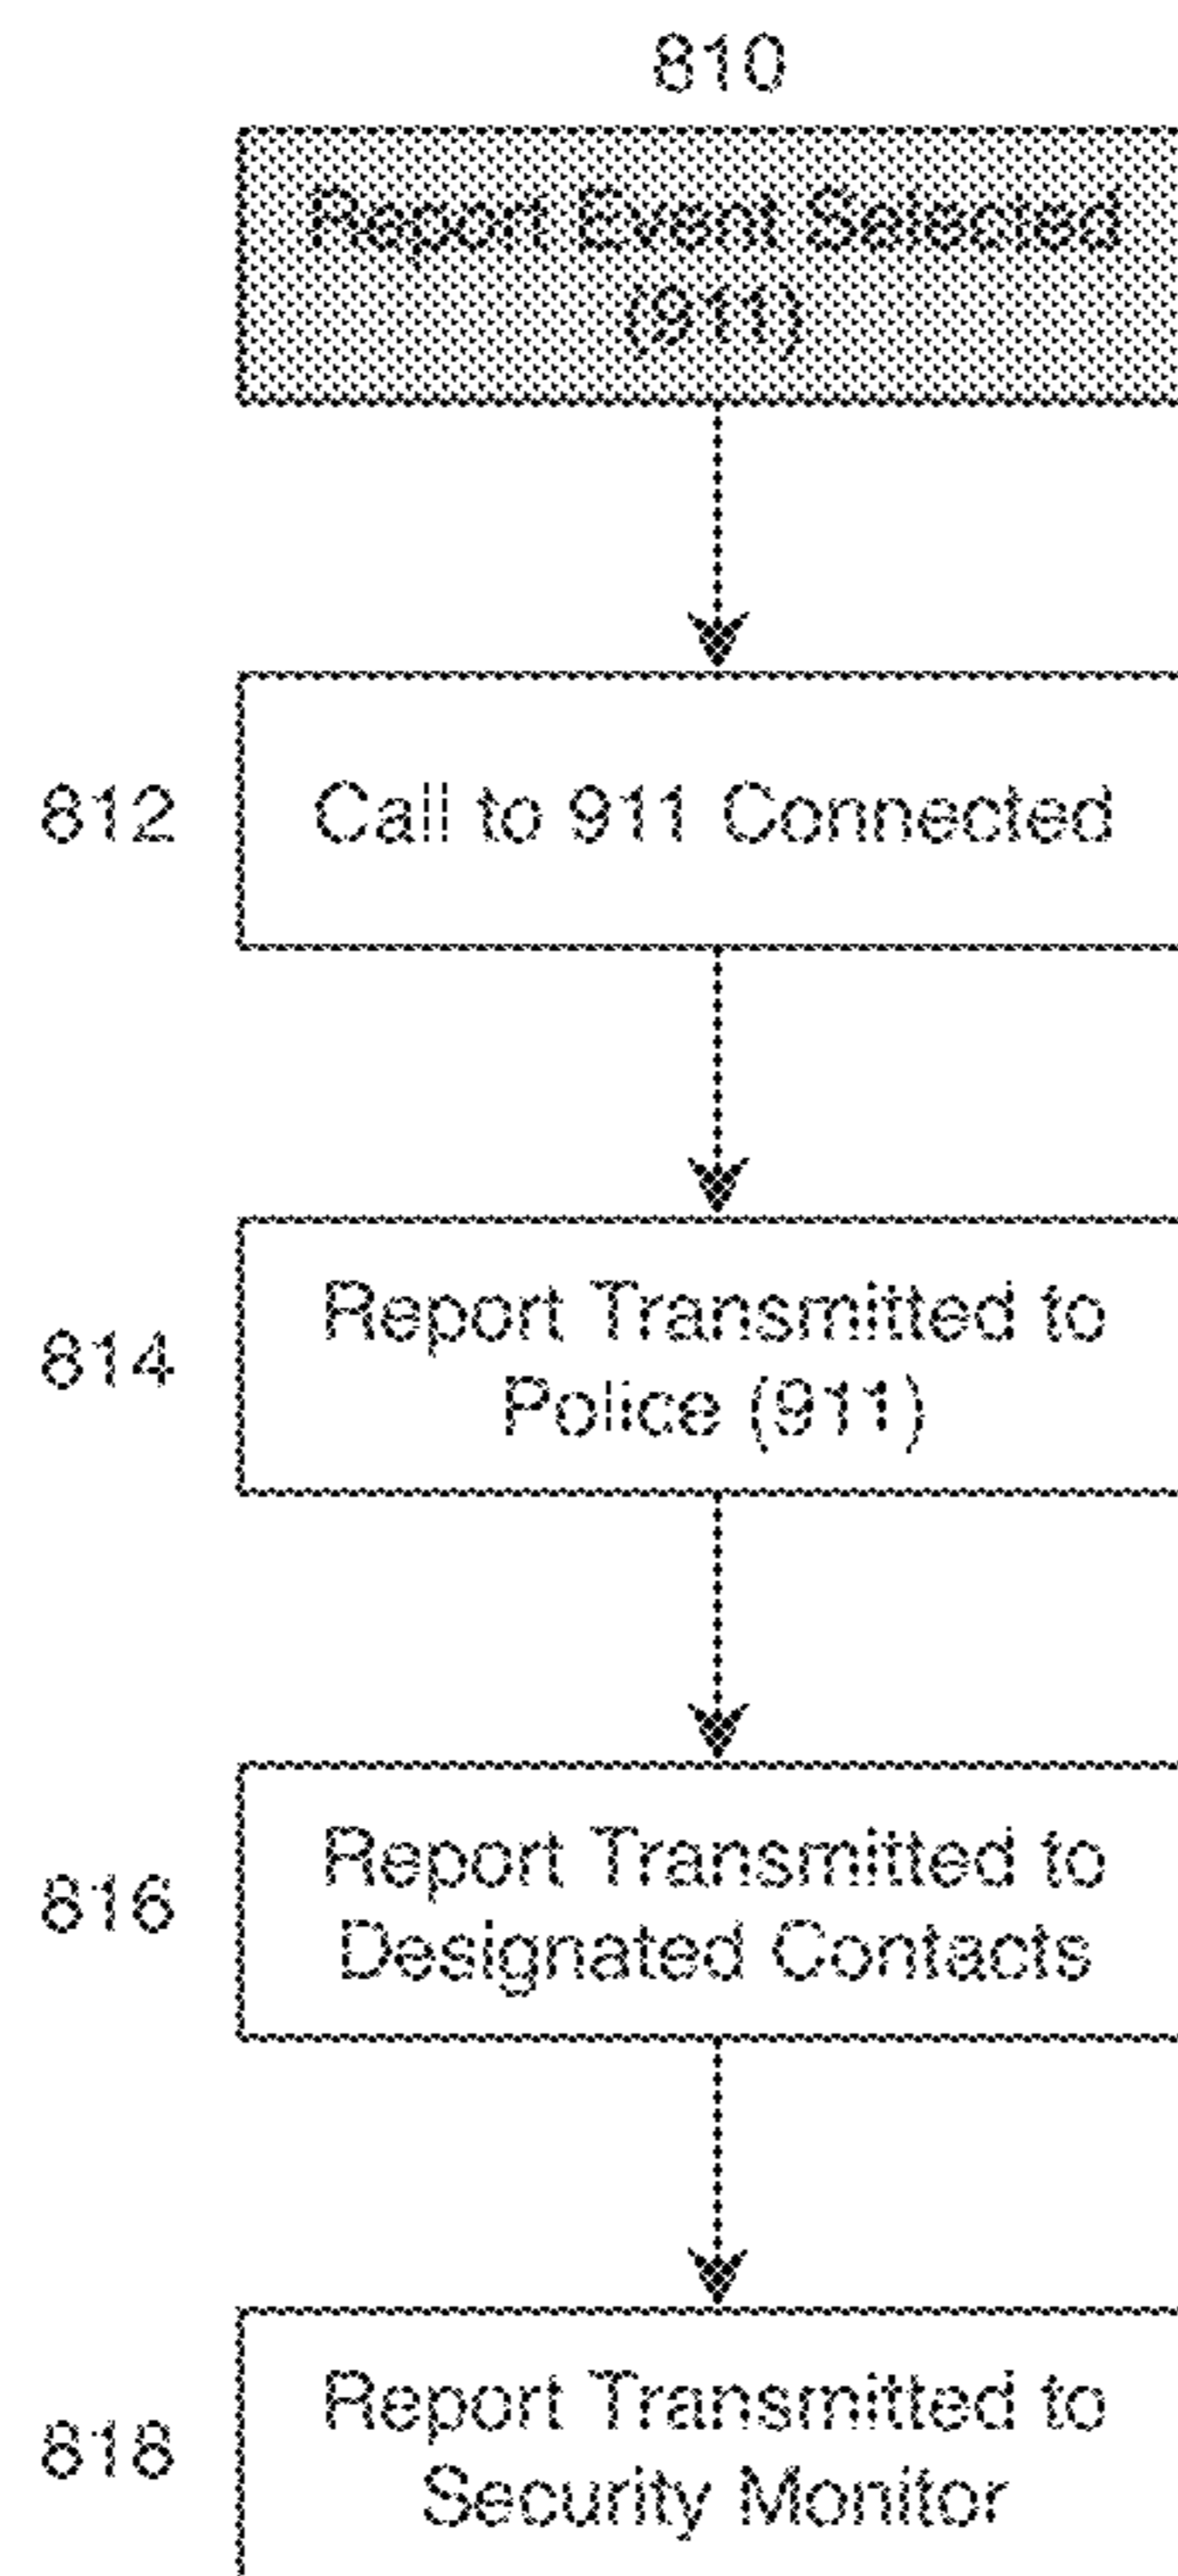 810
Report Event Selected
(911)
812
Call to 911 Connected
814
Report Transmitted to
Police (911)
816
Report Transmitted to
Designated Contacts
818
Report Transmitted to
Security Monitor